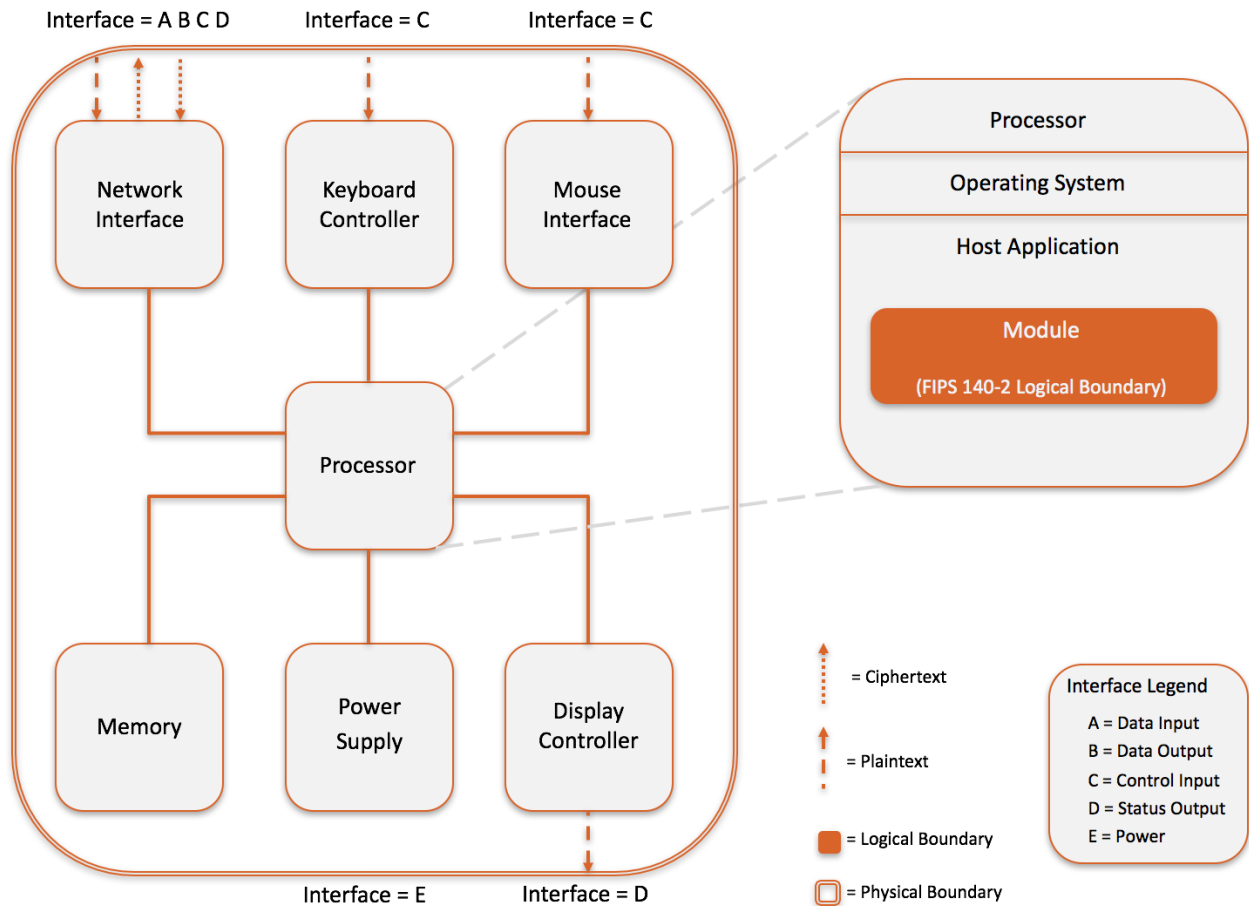 Interface = A B C D
Interface = C
Interface = C
Network
Interface
Keyboard
Controller
Mouse
Interface
Processor
Memory
Power
Supply
Display
Controller
Interface = E
Interface = D
Processor
Operating System
Host Application
Module
(FIPS 140-2 Logical Boundary)
= Ciphertext
= Plaintext
= Logical Boundary
= Physical Boundary
Interface Legend
A = Data Input
B = Data Output
C = Control Input
D = Status Output
E = Power